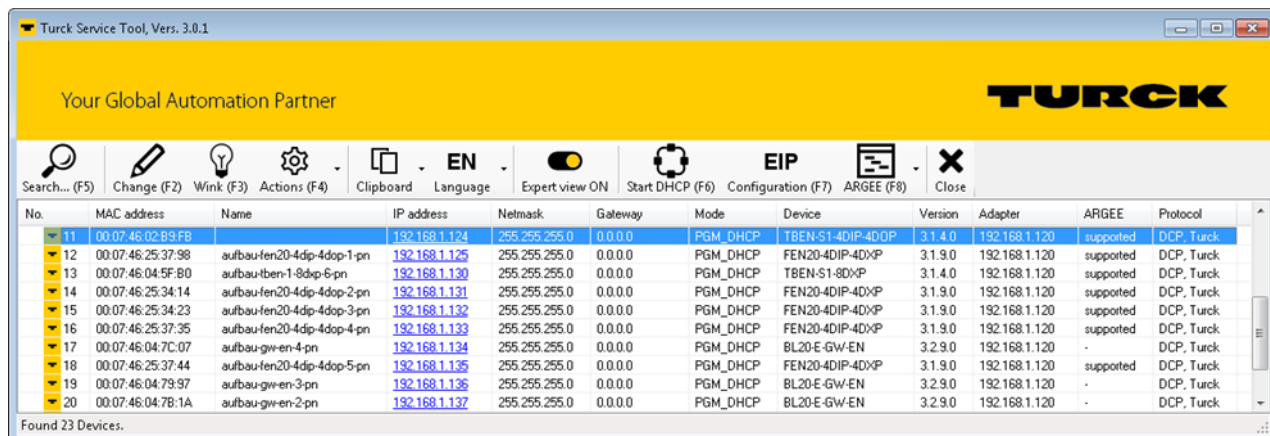 Turck Service Tool, Vers. 3.0.1
Your Global Automation Partner
TURCK
Search... (F5) Change (F2) Wink (F3) Actions (F4) Clipboard EN Language Expert view ON Start DHCP (F6) EIP Configuration (F7) ARGEE (F8) Close
No. MAC address Name IP address Netmask Gateway Mode Device Version Adapter ARGEE Protocol
11 00:07:46:02:B9:FB 192.168.1.124 255.255.255.0 0.0.0.0 PGM_DHCP TBEN-S1-4DIP-4DOP 3.1.4.0 192.168.1.120 supported DCP, Turck
12 00:07:46:25:37:98 aufbau-fen20-4dip-4dop-1-pn 192.168.1.125 255.255.255.0 0.0.0.0 PGM_DHCP FEN20-4DIP-4DXP 3.1.9.0 192.168.1.120 supported DCP, Turck
13 00:07:46:04:5F:B0 aufbau-tben-1-8dxp-6-pn 192.168.1.130 255.255.255.0 0.0.0.0 PGM_DHCP TBEN-S1-8DXP 3.1.4.0 192.168.1.120 supported DCP, Turck
14 00:07:46:25:34:14 aufbau-fen20-4dip-4dop-2-pn 192.168.1.131 255.255.255.0 0.0.0.0 PGM_DHCP FEN20-4DIP-4DXP 3.1.9.0 192.168.1.120 supported DCP, Turck
15 00:07:46:25:34:23 aufbau-fen20-4dip-4dop-3-pn 192.168.1.132 255.255.255.0 0.0.0.0 PGM_DHCP FEN20-4DIP-4DXP 3.1.9.0 192.168.1.120 supported DCP, Turck
16 00:07:46:25:37:35 aufbau-fen20-4dip-4dop-4-pn 192.168.1.133 255.255.255.0 0.0.0.0 PGM_DHCP FEN20-4DIP-4DXP 3.1.9.0 192.168.1.120 supported DCP, Turck
17 00:07:46:04:7C:07 aufbau-gw-en-4-pn 192.168.1.134 255.255.255.0 0.0.0.0 PGM_DHCP BL20-E-GW-EN 3.2.9.0 192.168.1.120 - DCP, Turck
18 00:07:46:25:37:44 aufbau-fen20-4dip-4dop-5-pn 192.168.1.135 255.255.255.0 0.0.0.0 PGM_DHCP FEN20-4DIP-4DXP 3.1.9.0 192.168.1.120 supported DCP, Turck
19 00:07:46:04:79:97 aufbau-gw-en-3-pn 192.168.1.136 255.255.255.0 0.0.0.0 PGM_DHCP BL20-E-GW-EN 3.2.9.0 192.168.1.120 - DCP, Turck
20 00:07:46:04:7B:1A aufbau-gw-en-2-pn 192.168.1.137 255.255.255.0 0.0.0.0 PGM_DHCP BL20-E-GW-EN 3.2.9.0 192.168.1.120 - DCP, Turck
Found 23 Devices.